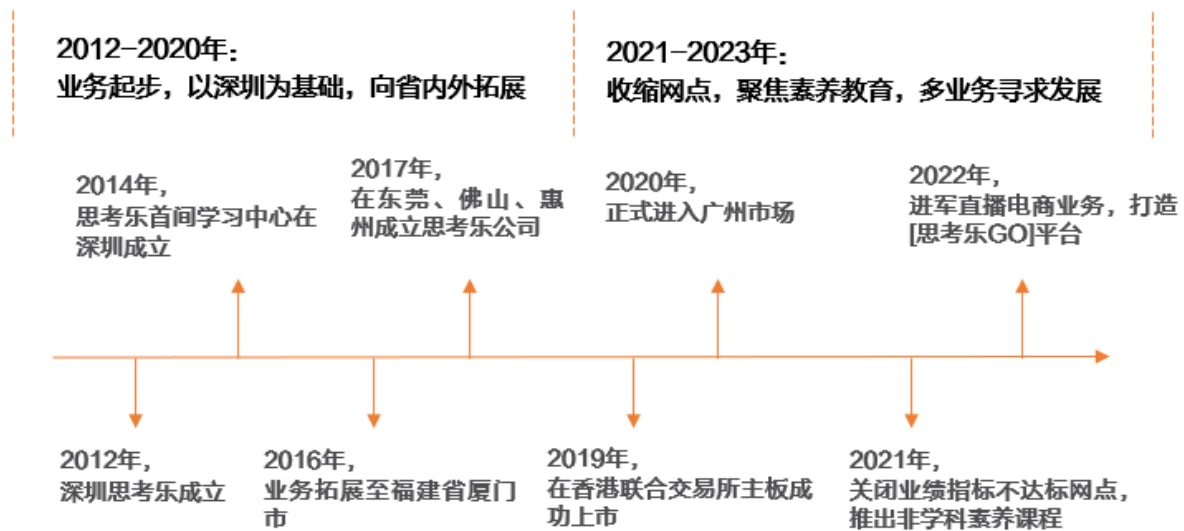 2012-2020年：
业务起步，以深圳为基础，向省内外拓展
2021-2023年：
收缩网点，聚焦素养教育，多业务寻求发展
2014年，
思考乐首间学习中心在
深圳成立
2017年，
在东莞、佛山、惠
州成立思考乐公司
2020年，
正式进入广州市场
2022年，
进军直播电商业务，打造
[思考乐GO]平台
2012年，
深圳思考乐成立
2016年，
业务拓展至福建省厦门
市
2019年，
在香港联合交易所主板成
功上市
2021年，
关闭业绩指标不达标网点，
推出非学科素养课程